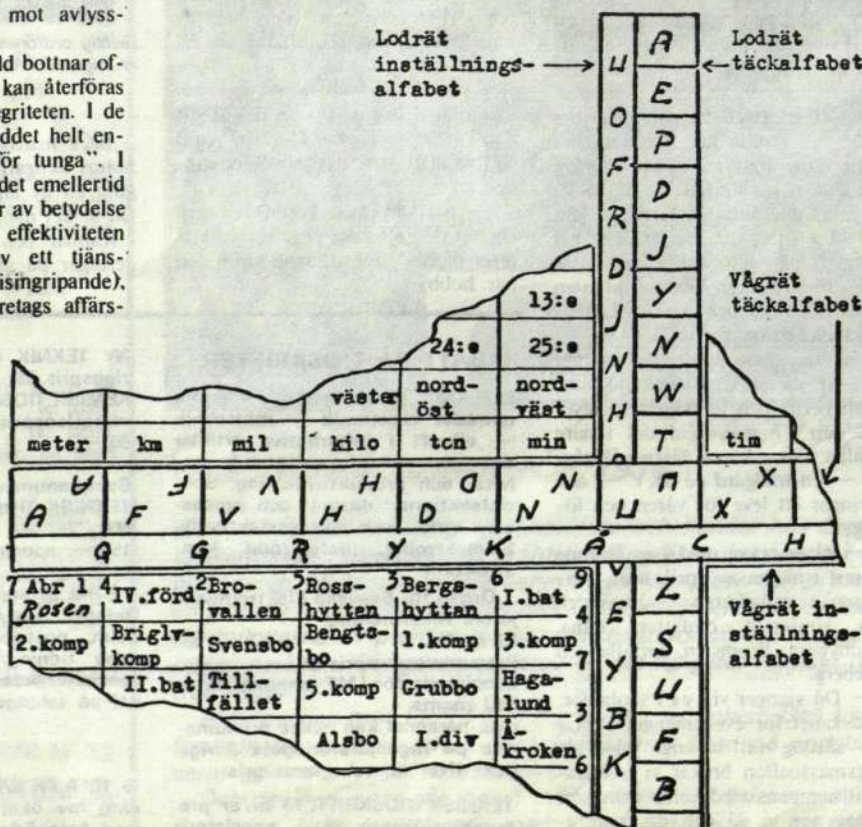 mot avlyss-
ld bottnar of-
kan återföras
egriteten. I de
ddet helt en-
för tunga". I
det emellertid
r av betydelse
effektiviteten
v ett tjäns-
isingripande),
retags affärs-
Lodrät
inställnings-
alfabet
Lodrät
täckalfabet
Vågrät
täckalfabet
Vågrät in-
ställnings-
alfabet
A
U
E
O
P
F
D
R
J
D
Y
J
N
N
W
H
T
13:e
24:e 25:e
väster nord- nord-
öst väst
meter km mil kilo tcn min tim
A F H D N U X
Q G R Y K Å C H
7 Abr 1 4 IV.förd 2 Bro- 5 Ross- 3 Bergs- 6 I.bat 9
Rosen vallen hyttan hyttan 4
2.komp Briglv- Svensbo Bengts- 1.komp 3.komp
komp bo 7
II.bat Till- 5.komp Grubbo Haga-
fället lund 3
Alsbo I.div Å-
kroken 6
V
Z
E
S
Y
U
B
F
K
B